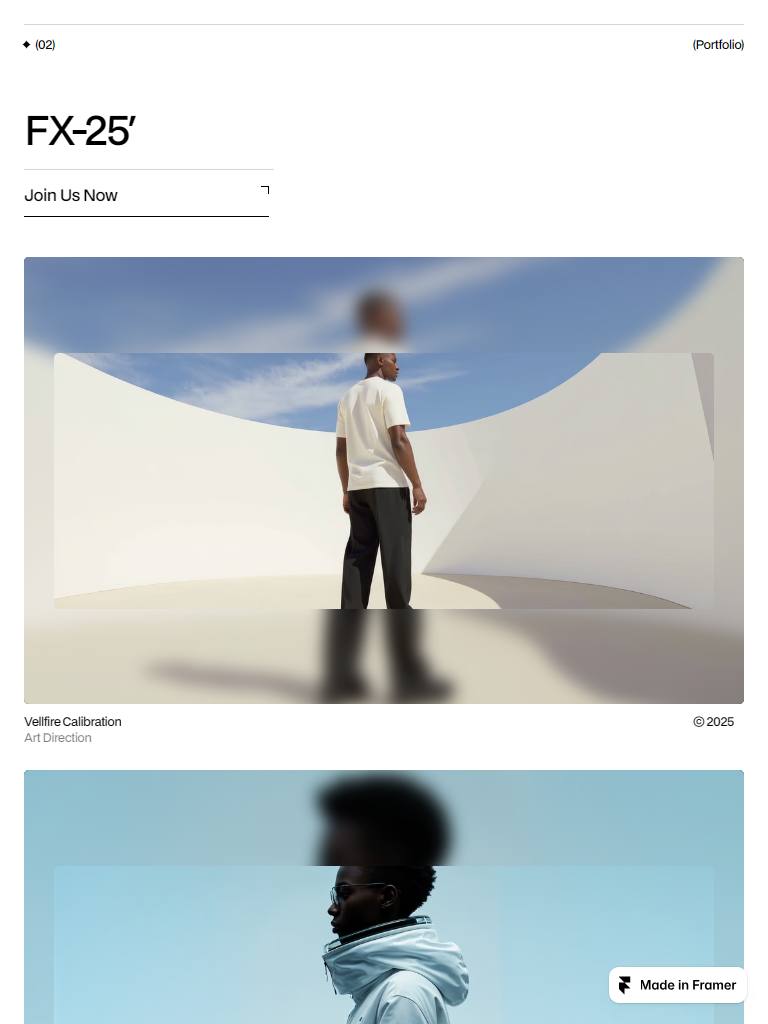 (02)
(Portfolio)
FX-25’
Join Us Now
Vellfire Calibration
© 2025
Art Direction
Made in Framer